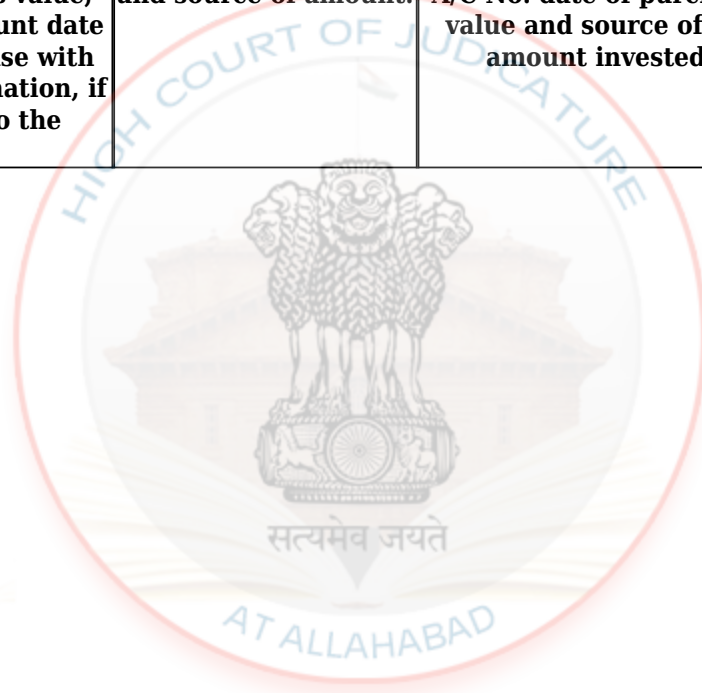 and source of amount.
value and source of
unt date
amount invested
se with
nation, if
o the
HIGH COURT OF JUDICATURE
सत्यमेव जयते
AT ALLAHABAD